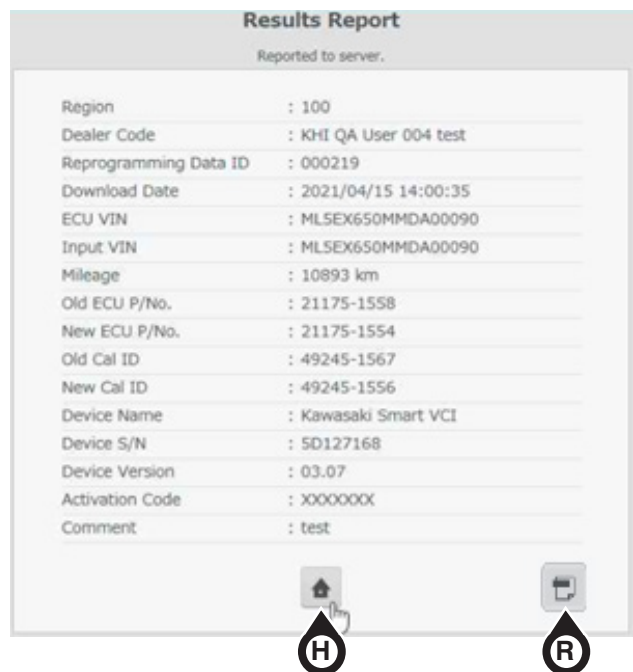 Results Report
Reported to server.
Region : 100
Dealer Code : KHI QA User 004 test
Reprogramming Data ID : 000219
Download Date : 2021/04/15 14:00:35
ECU VIN : ML5EX650MMDA00090
Input VIN : ML5EX650MMDA00090
Mileage : 10893 km
Old ECU P/No. : 21175-1558
New ECU P/No. : 21175-1554
Old Cal ID : 49245-1567
New Cal ID : 49245-1556
Device Name : Kawasaki Smart VCI
Device S/N : 5D127168
Device Version : 03.07
Activation Code : XXXXXXX
Comment : test
H R